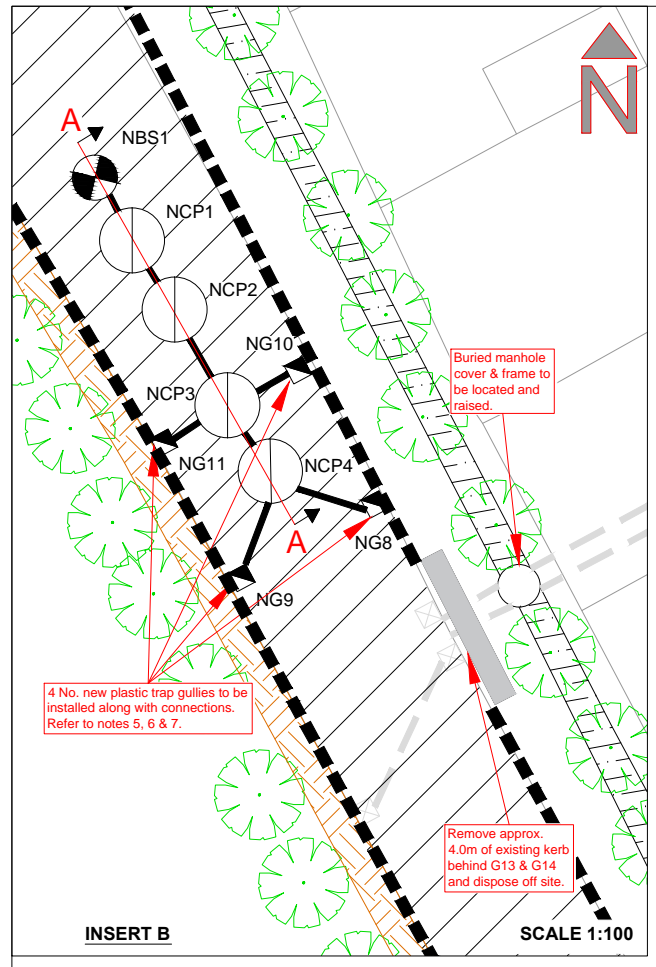 A
NBS1
N
NCP1
NCP2
NG10
Buried manhole
cover & frame to
be located and
raised.
NCP3
NG11
NCP4
A
NG8
NG9
4 No. new plastic trap gullies to be
installed along with connections.
Refer to notes 5, 6 & 7.
Remove approx.
4.0m of existing kerb
behind G13 & G14
and dispose off site.
INSERT B
SCALE 1:100